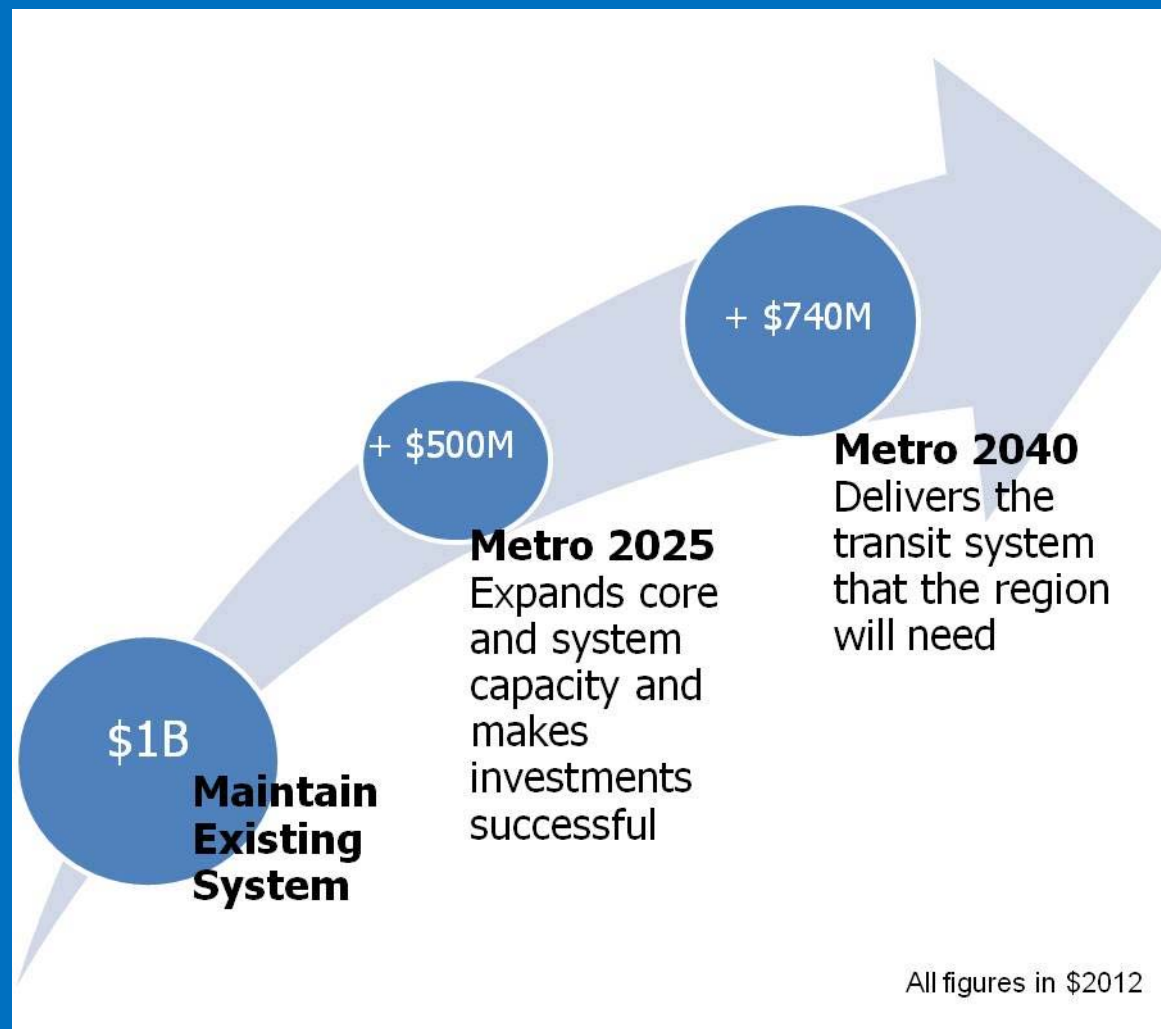 $1B
Maintain
Existing
System
+ $500M
Metro 2025
Expands core
and system
capacity and
makes
investments
successful
+ $740M
Metro 2040
Delivers the
transit system
that the region
will need
All figures in $2012